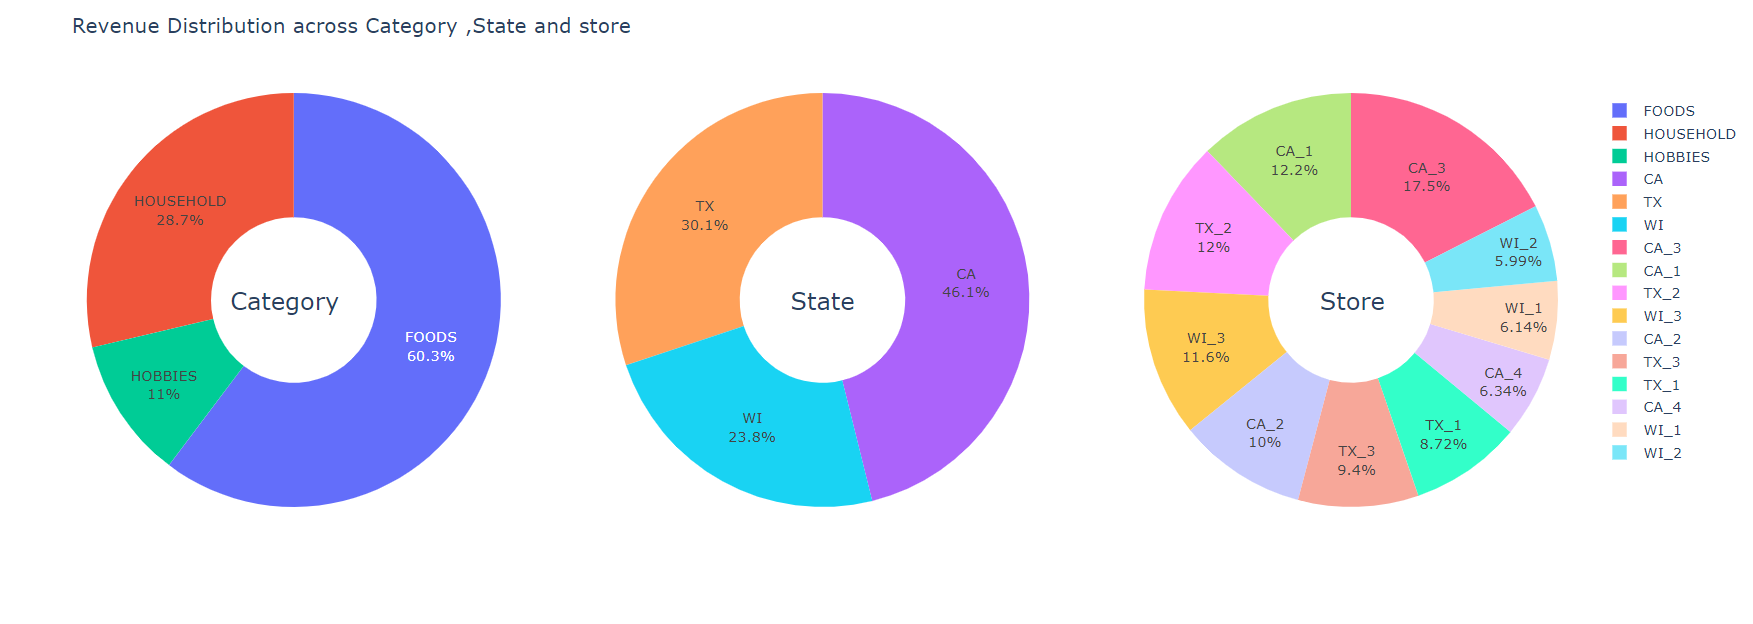 Revenue Distribution across Category ,State and store
HOUSEHOLD
28.7%
HOBBIES
11%
FOODS
60.3%
Category
TX
30.1%
WI
23.8%
CA
46.1%
State
CA_1
12.2%
CA_3
17.5%
TX_2
12%
WI_2
5.99%
WI_3
11.6%
WI_1
6.14%
CA_2
10%
CA_4
6.34%
TX_3
9.4%
TX_1
8.72%
Store
FOODS
HOUSEHOLD
HOBBIES
CA
TX
WI
CA_3
CA_1
TX_2
WI_3
CA_2
TX_3
TX_1
CA_4
WI_1
WI_2